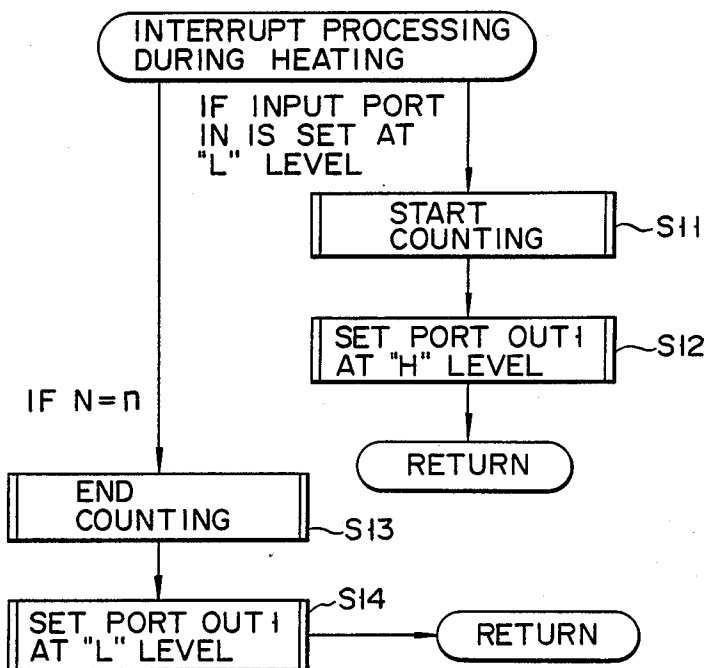 INTERRUPT PROCESSING
DURING HEATING
IF INPUT PORT
IN IS SET AT
"L" LEVEL
START
COUNTING
S11
SET PORT OUT1
AT "H" LEVEL
S12
RETURN
IF N=n
END
COUNTING
S13
SET PORT OUT1
AT "L" LEVEL
S14
RETURN